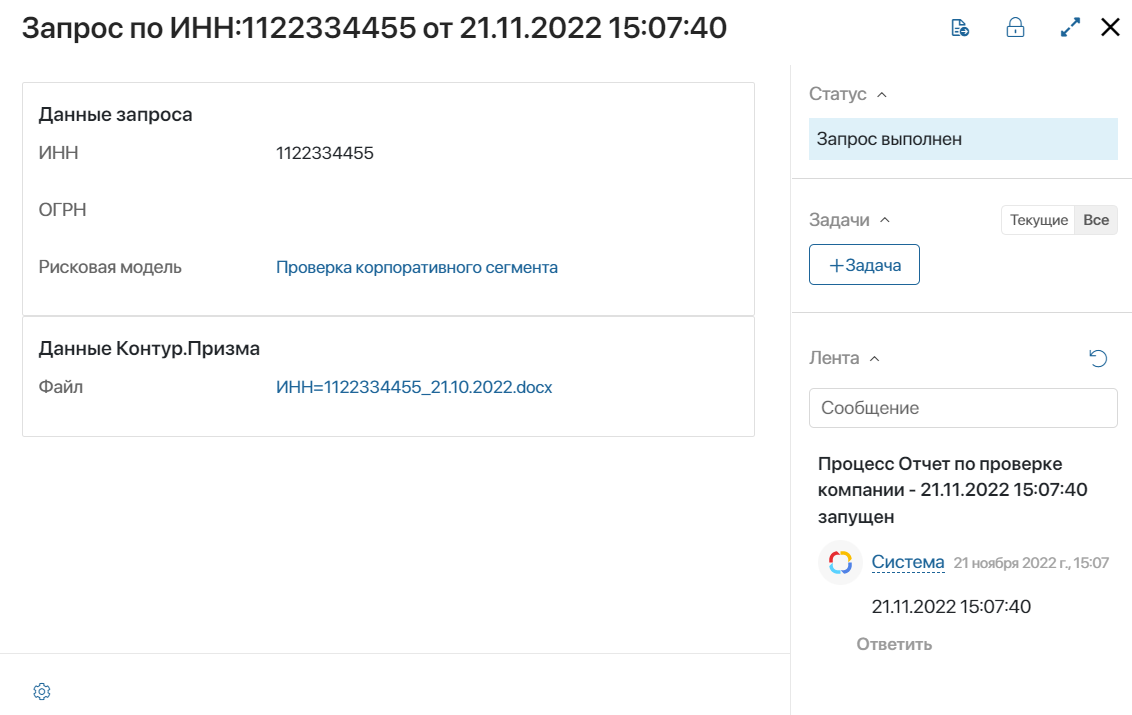 Запрос по ИНН:1122334455 от 21.11.2022 15:07:40
Данные запроса
ИНН 1122334455
ОГРН
Рисковая модель Проверка корпоративного сегмента
Данные Контур.Призма
Файл ИНН=1122334455_21.10.2022.docx
Статус
Запрос выполнен
Задачи Текущие Все
+Задача
Лента
Сообщение
Процесс Отчет по проверке
компании - 21.11.2022 15:07:40
запущен
Система 21 ноября 2022 г., 15:07
21.11.2022 15:07:40
Ответить